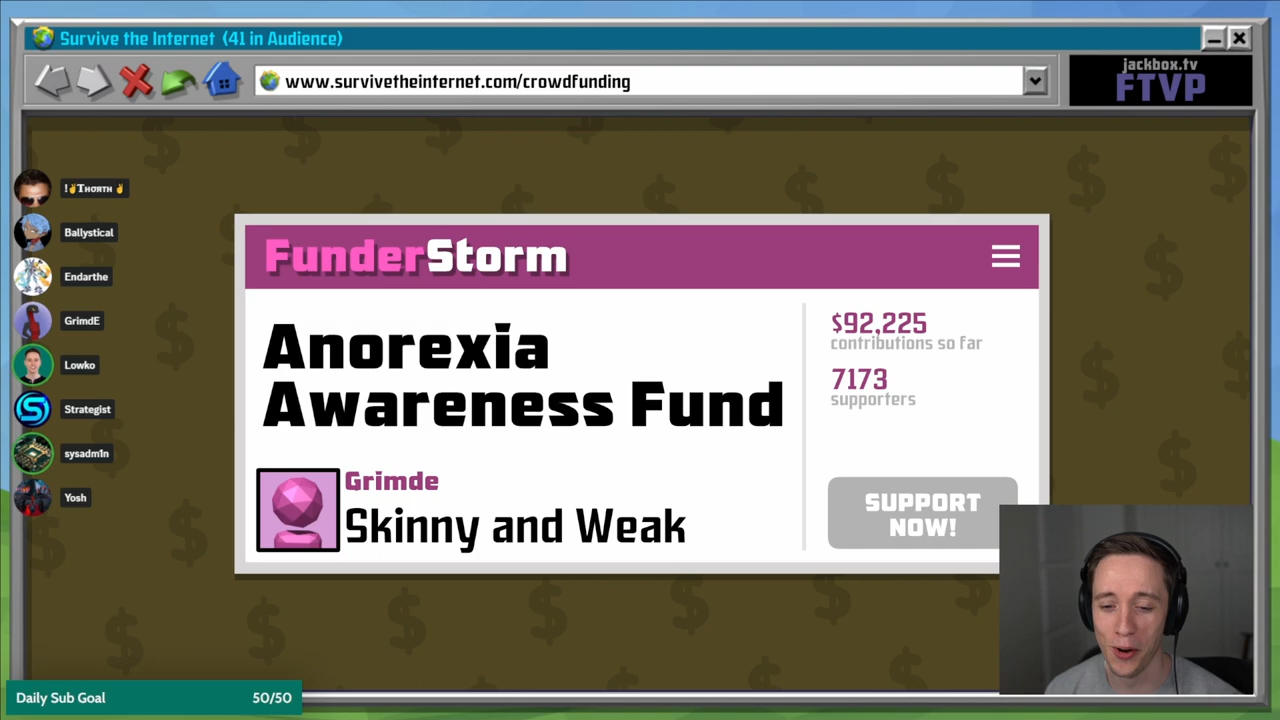 Survive the Internet (41 in Audience)
www.survivetheinternet.com/crowdfunding
jackbox.tv
FTVP
!✌Tʜσʀᴛʜ ✌
Ballystical
Endarthe
GrimdE
Lowko
Strategist
sysadm1n
Yosh
FunderStorm
Anorexia
Awareness Fund
Grimde
Skinny and Weak
$92,225
contributions so far
7173
supporters
SUPPORT
NOW!
Daily Sub Goal 50/50